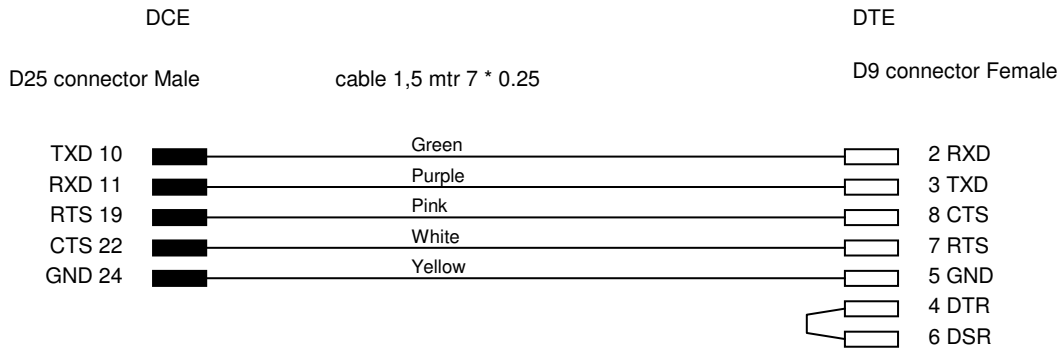 DCE DTE
D25 connector Male cable 1,5 mtr 7 * 0.25 D9 connector Female
TXD 10 Green 2 RXD
RXD 11 Purple 3 TXD
RTS 19 Pink 8 CTS
CTS 22 White 7 RTS
GND 24 Yellow 5 GND
4 DTR
6 DSR